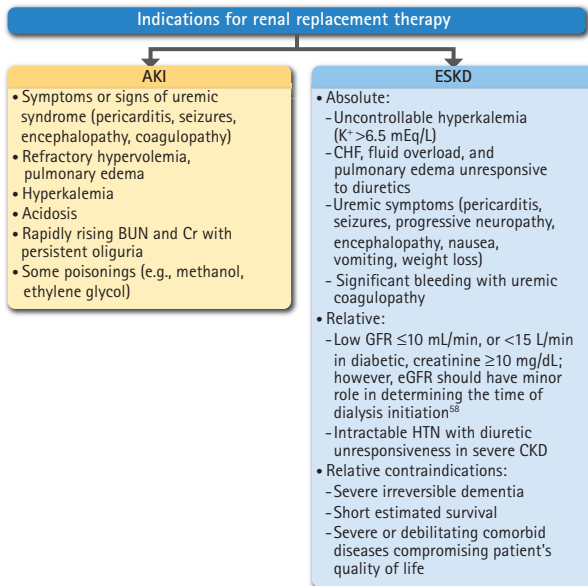 Indications for renal replacement therapy
AKI
• Symptoms or signs of uremic
syndrome (pericarditis, seizures,
encephalopathy, coagulopathy)
• Refractory hypervolemia,
pulmonary edema
• Hyperkalemia
• Acidosis
• Rapidly rising BUN and Cr with
persistent oliguria
• Some poisonings (e.g., methanol,
ethylene glycol)
ESKD
• Absolute:
-Uncontrollable hyperkalemia
(K⁺>6.5 mEq/L)
-CHF, fluid overload, and
pulmonary edema unresponsive
to diuretics
-Uremic symptoms (pericarditis,
seizures, progressive neuropathy,
encephalopathy, nausea,
vomiting, weight loss)
- Significant bleeding with uremic
coagulopathy
• Relative:
-Low GFR ≤10 mL/min, or <15 L/min
in diabetic, creatinine ≥10 mg/dL;
however, eGFR should have minor
role in determining the time of
dialysis initiation⁵⁸
-Intractable HTN with diuretic
unresponsiveness in severe CKD
• Relative contraindications:
-Severe irreversible dementia
-Short estimated survival
-Severe or debilitating comorbid
diseases compromising patient's
quality of life